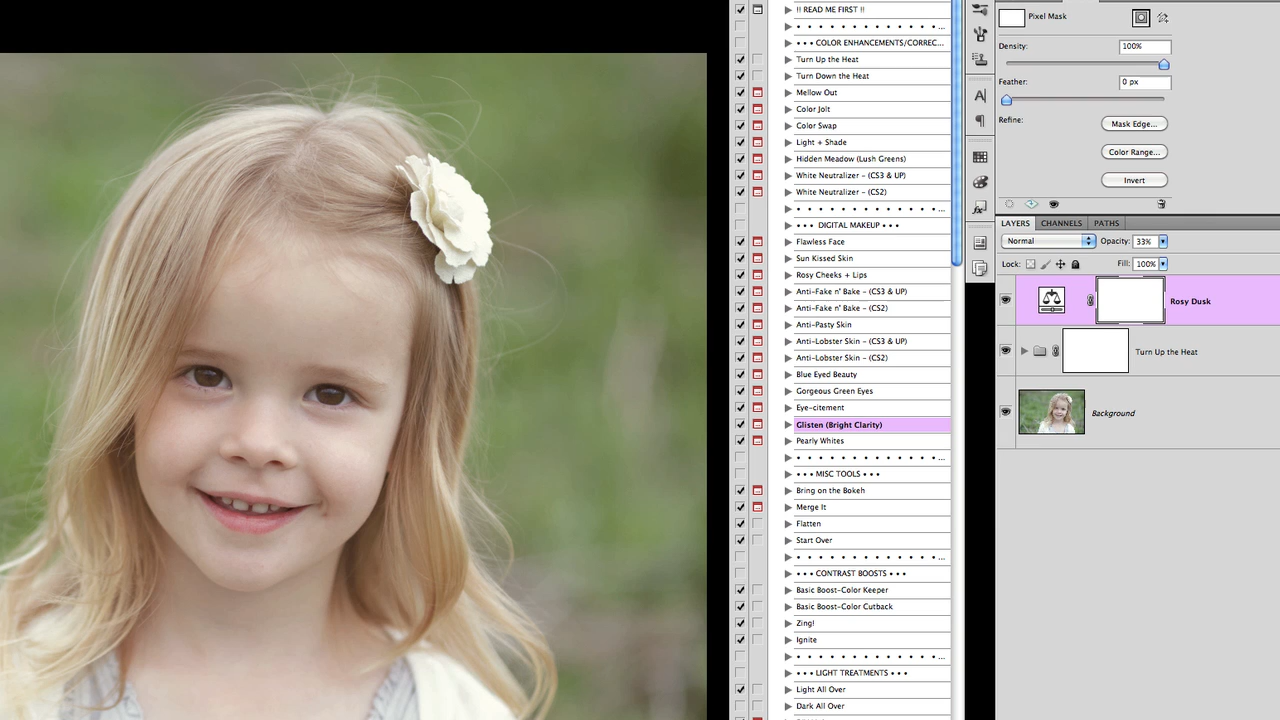 !! READ ME FIRST !!
• • • • • • • • • • • • ...
• • • COLOR ENHANCEMENTS/CORREC...
Turn Up the Heat
Turn Down the Heat
Mellow Out
Color Jolt
Color Swap
Light + Shade
Hidden Meadow (Lush Greens)
White Neutralizer - (CS3 & UP)
White Neutralizer - (CS2)
• • • • • • • • • • • • ...
• • • DIGITAL MAKEUP • • •
Flawless Face
Sun Kissed Skin
Rosy Cheeks + Lips
Anti-Fake n' Bake - (CS3 & UP)
Anti-Fake n' Bake - (CS2)
Anti-Pasty Skin
Anti-Lobster Skin - (CS3 & UP)
Anti-Lobster Skin - (CS2)
Blue Eyed Beauty
Gorgeous Green Eyes
Eye-citement
Glisten (Bright Clarity)
Pearly Whites
• • • • • • • • • • • • ...
• • • MISC TOOLS • • •
Bring on the Bokeh
Merge It
Flatten
Start Over
• • • • • • • • • • • • ...
• • • CONTRAST BOOSTS • • •
Basic Boost-Color Keeper
Basic Boost-Color Cutback
Zing!
Ignite
• • • • • • • • • • • • ...
• • • LIGHT TREATMENTS • • •
Light All Over
Dark All Over
Pixel Mask
Density: 100%
Feather: 0 px
Refine: Mask Edge...
Color Range...
Invert
LAYERS CHANNELS PATHS
Normal Opacity: 33%
Lock: Fill: 100%
Rosy Dusk
Turn Up the Heat
Background